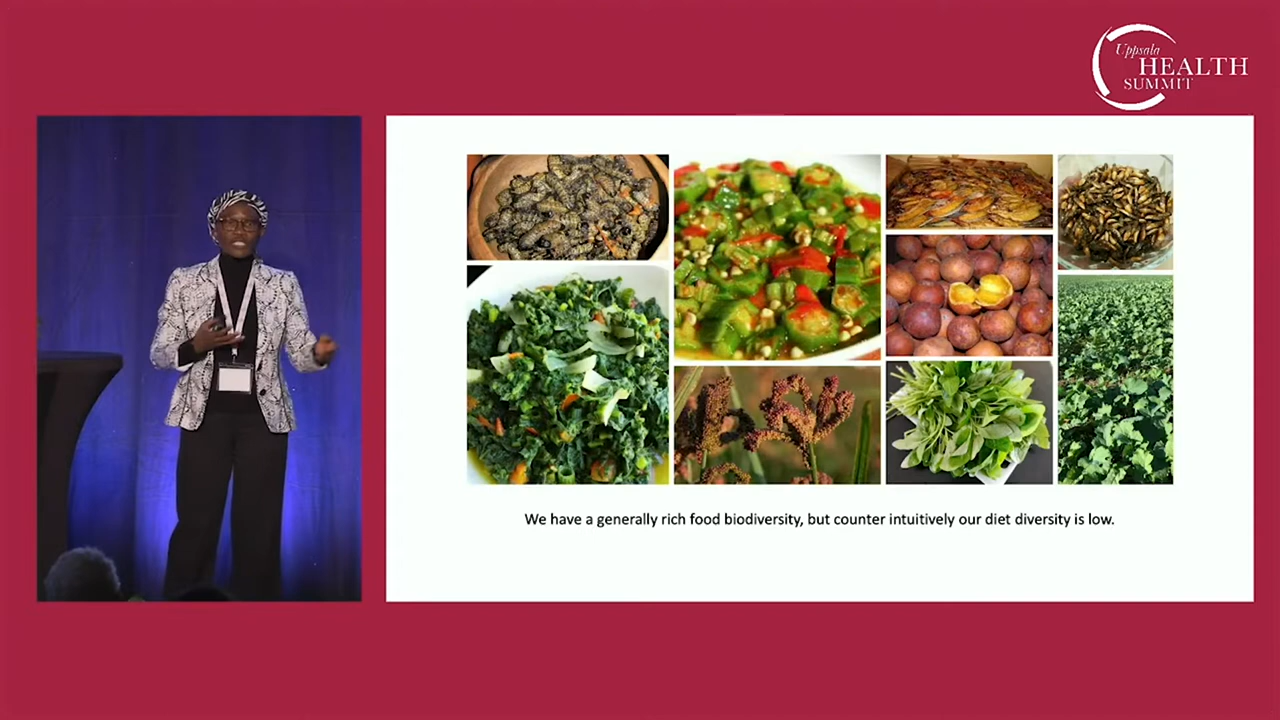 Uppsala
HEALTH
SUMMIT
We have a generally rich food biodiversity, but counter intuitively our diet diversity is low.